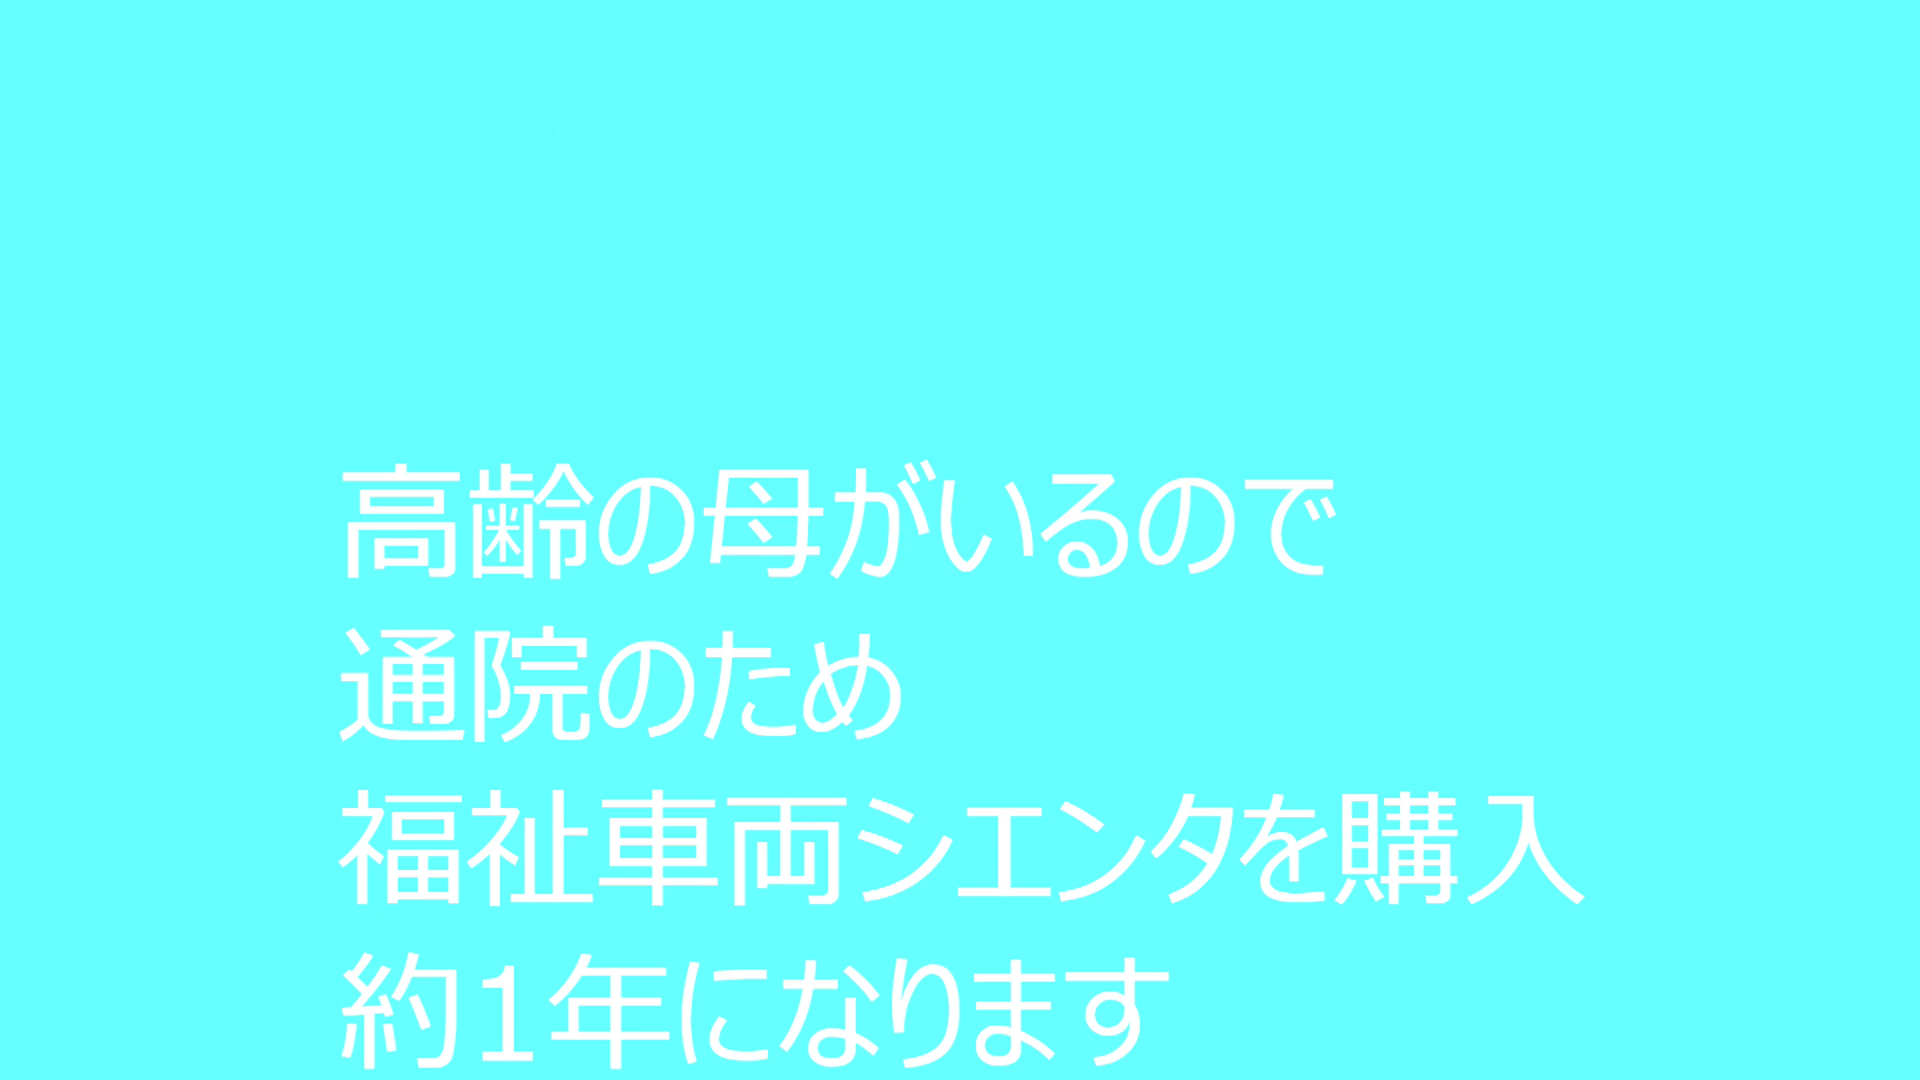 高齢の母がいるので
通院のため
福祉車両シエンタを購入
約1年になります